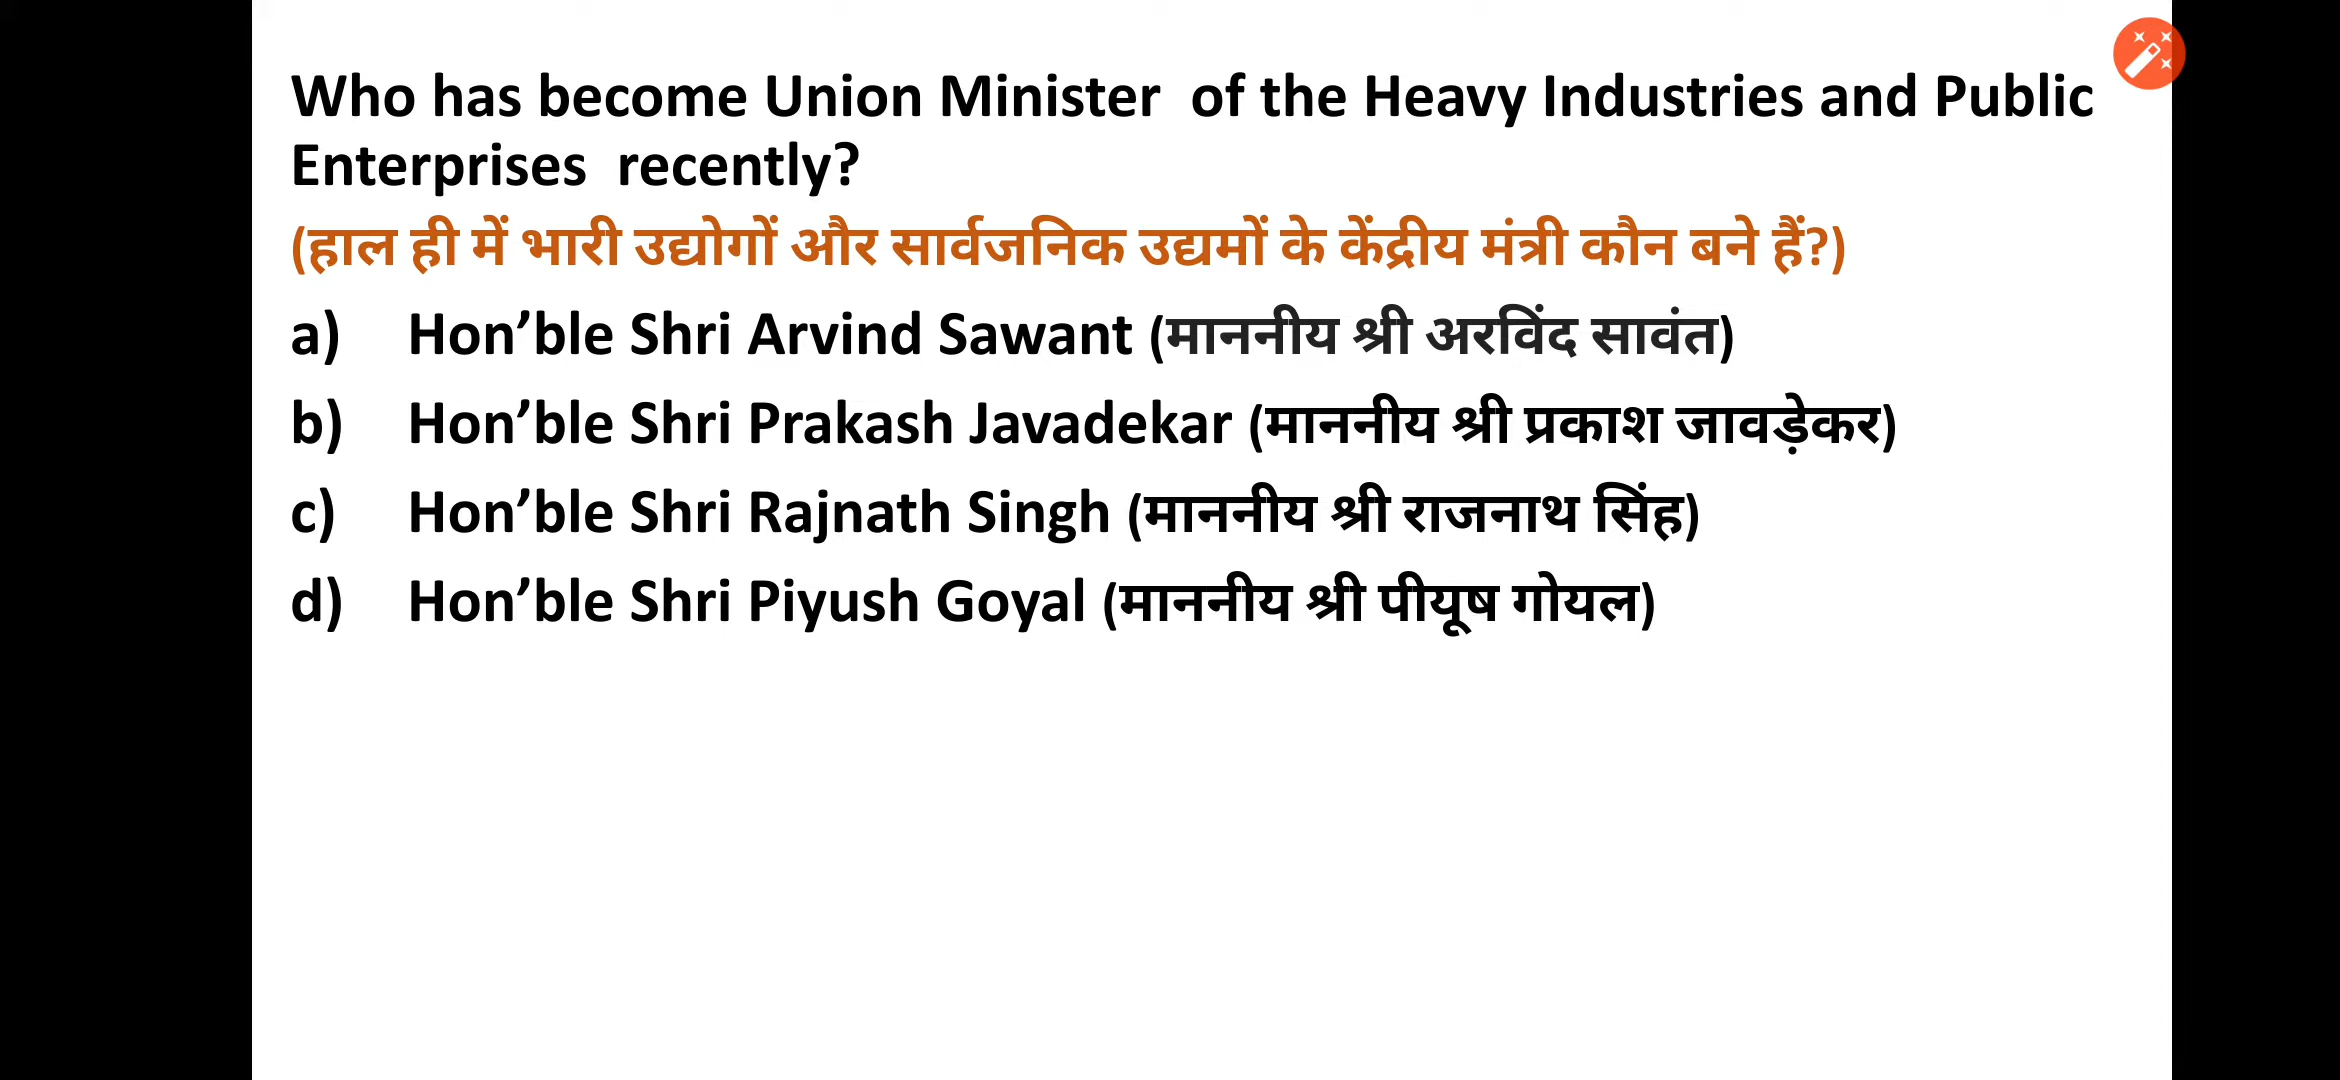 Who has become Union Minister  of the Heavy Industries and Public
Enterprises  recently?
(हाल ही में भारी उद्योगों और सार्वजनिक उद्यमों के केंद्रीय मंत्री कौन बने हैं?)
a) Hon’ble Shri Arvind Sawant (माननीय श्री अरविंद सावंत)
b) Hon’ble Shri Prakash Javadekar (माननीय श्री प्रकाश जावड़ेकर)
c) Hon’ble Shri Rajnath Singh (माननीय श्री राजनाथ सिंह)
d) Hon’ble Shri Piyush Goyal (माननीय श्री पीयूष गोयल)